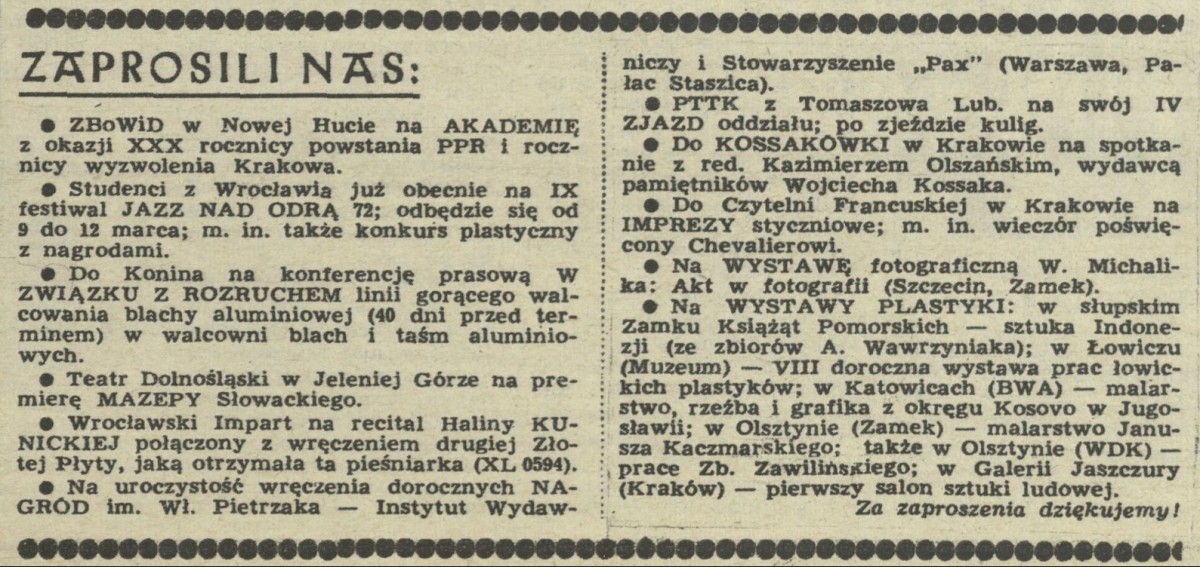 ZAPROSILI NAS:
● ZBoWiD w Nowej Hucie na AKADEMIĘ
z okazji XXX rocznicy powstania PPR i rocz-
nicy wyzwolenia Krakowa.
● Studenci z Wrocławia już obecnie na IX
festiwal JAZZ NAD ODRĄ 72; odbędzie się od
9 do 12 marca; m. in. także konkurs plastyczny
z nagrodami.
● Do Konina na konferencję prasową W
ZWIĄZKU Z ROZRUCHEM linii gorącego wal-
cowania blachy aluminiowej (40 dni przed ter-
minem) w walcowni blach i taśm aluminio-
wych.
● Teatr Dolnośląski w Jeleniej Górze na pre-
mierę MAZEPY Słowackiego.
● Wrocławski Impart na recital Haliny KU-
NICKIEJ połączony z wręczeniem drugiej Zło-
tej Płyty, jaką otrzymała ta pieśniarka (XL 0594).
● Na uroczystość wręczenia dorocznych NA-
GRÓD im. Wł. Pietrzaka — Instytut Wydaw-
niczy i Stowarzyszenie „Pax” (Warszawa, Pa-
łac Staszica).
● PTTK z Tomaszowa Lub. na swój IV
ZJAZD oddziału; po zjeździe kulig.
● Do KOSSAKÓWKI w Krakowie na spotka-
nie z red. Kazimierzem Olszańskim, wydawcą
pamiętników Wojciecha Kossaka.
● Do Czytelni Francuskiej w Krakowie na
IMPREZY styczniowe; m. in. wieczór poświę-
cony Chevalierowi.
● Na WYSTAWĘ fotograficzną W. Michali-
ka: Akt w fotografii (Szczecin, Zamek).
● Na WYSTAWY PLASTYKI: w słupskim
Zamku Książąt Pomorskich — sztuka Indone-
zji (ze zbiorów A. Wawrzyniaka); w Łowiczu
(Muzeum) — VIII doroczna wystawa prac łowic-
kich plastyków; w Katowicach (BWA) — malar-
stwo, rzeźba i grafika z okręgu Kosovo w Jugo-
sławii; w Olsztynie (Zamek) — malarstwo Janu-
sza Kaczmarskiego; także w Olsztynie (WDK) —
prace Zb. Zawilińskiego; w Galerii Jaszczury
(Kraków) — pierwszy salon sztuki ludowej.
Za zaproszenia dziękujemy!